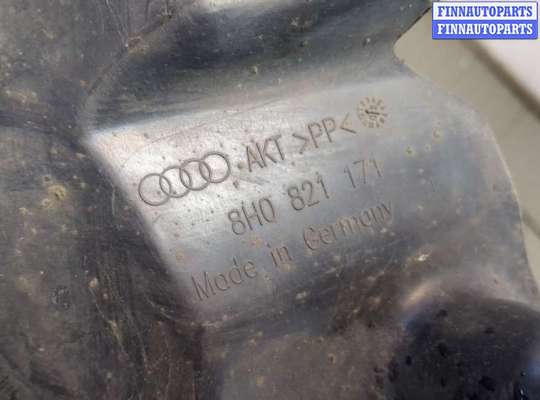 FINNAUTOPARTS
FINNAUTOPARTS
AKT >PP<
8H0 821 171
Made in Germany